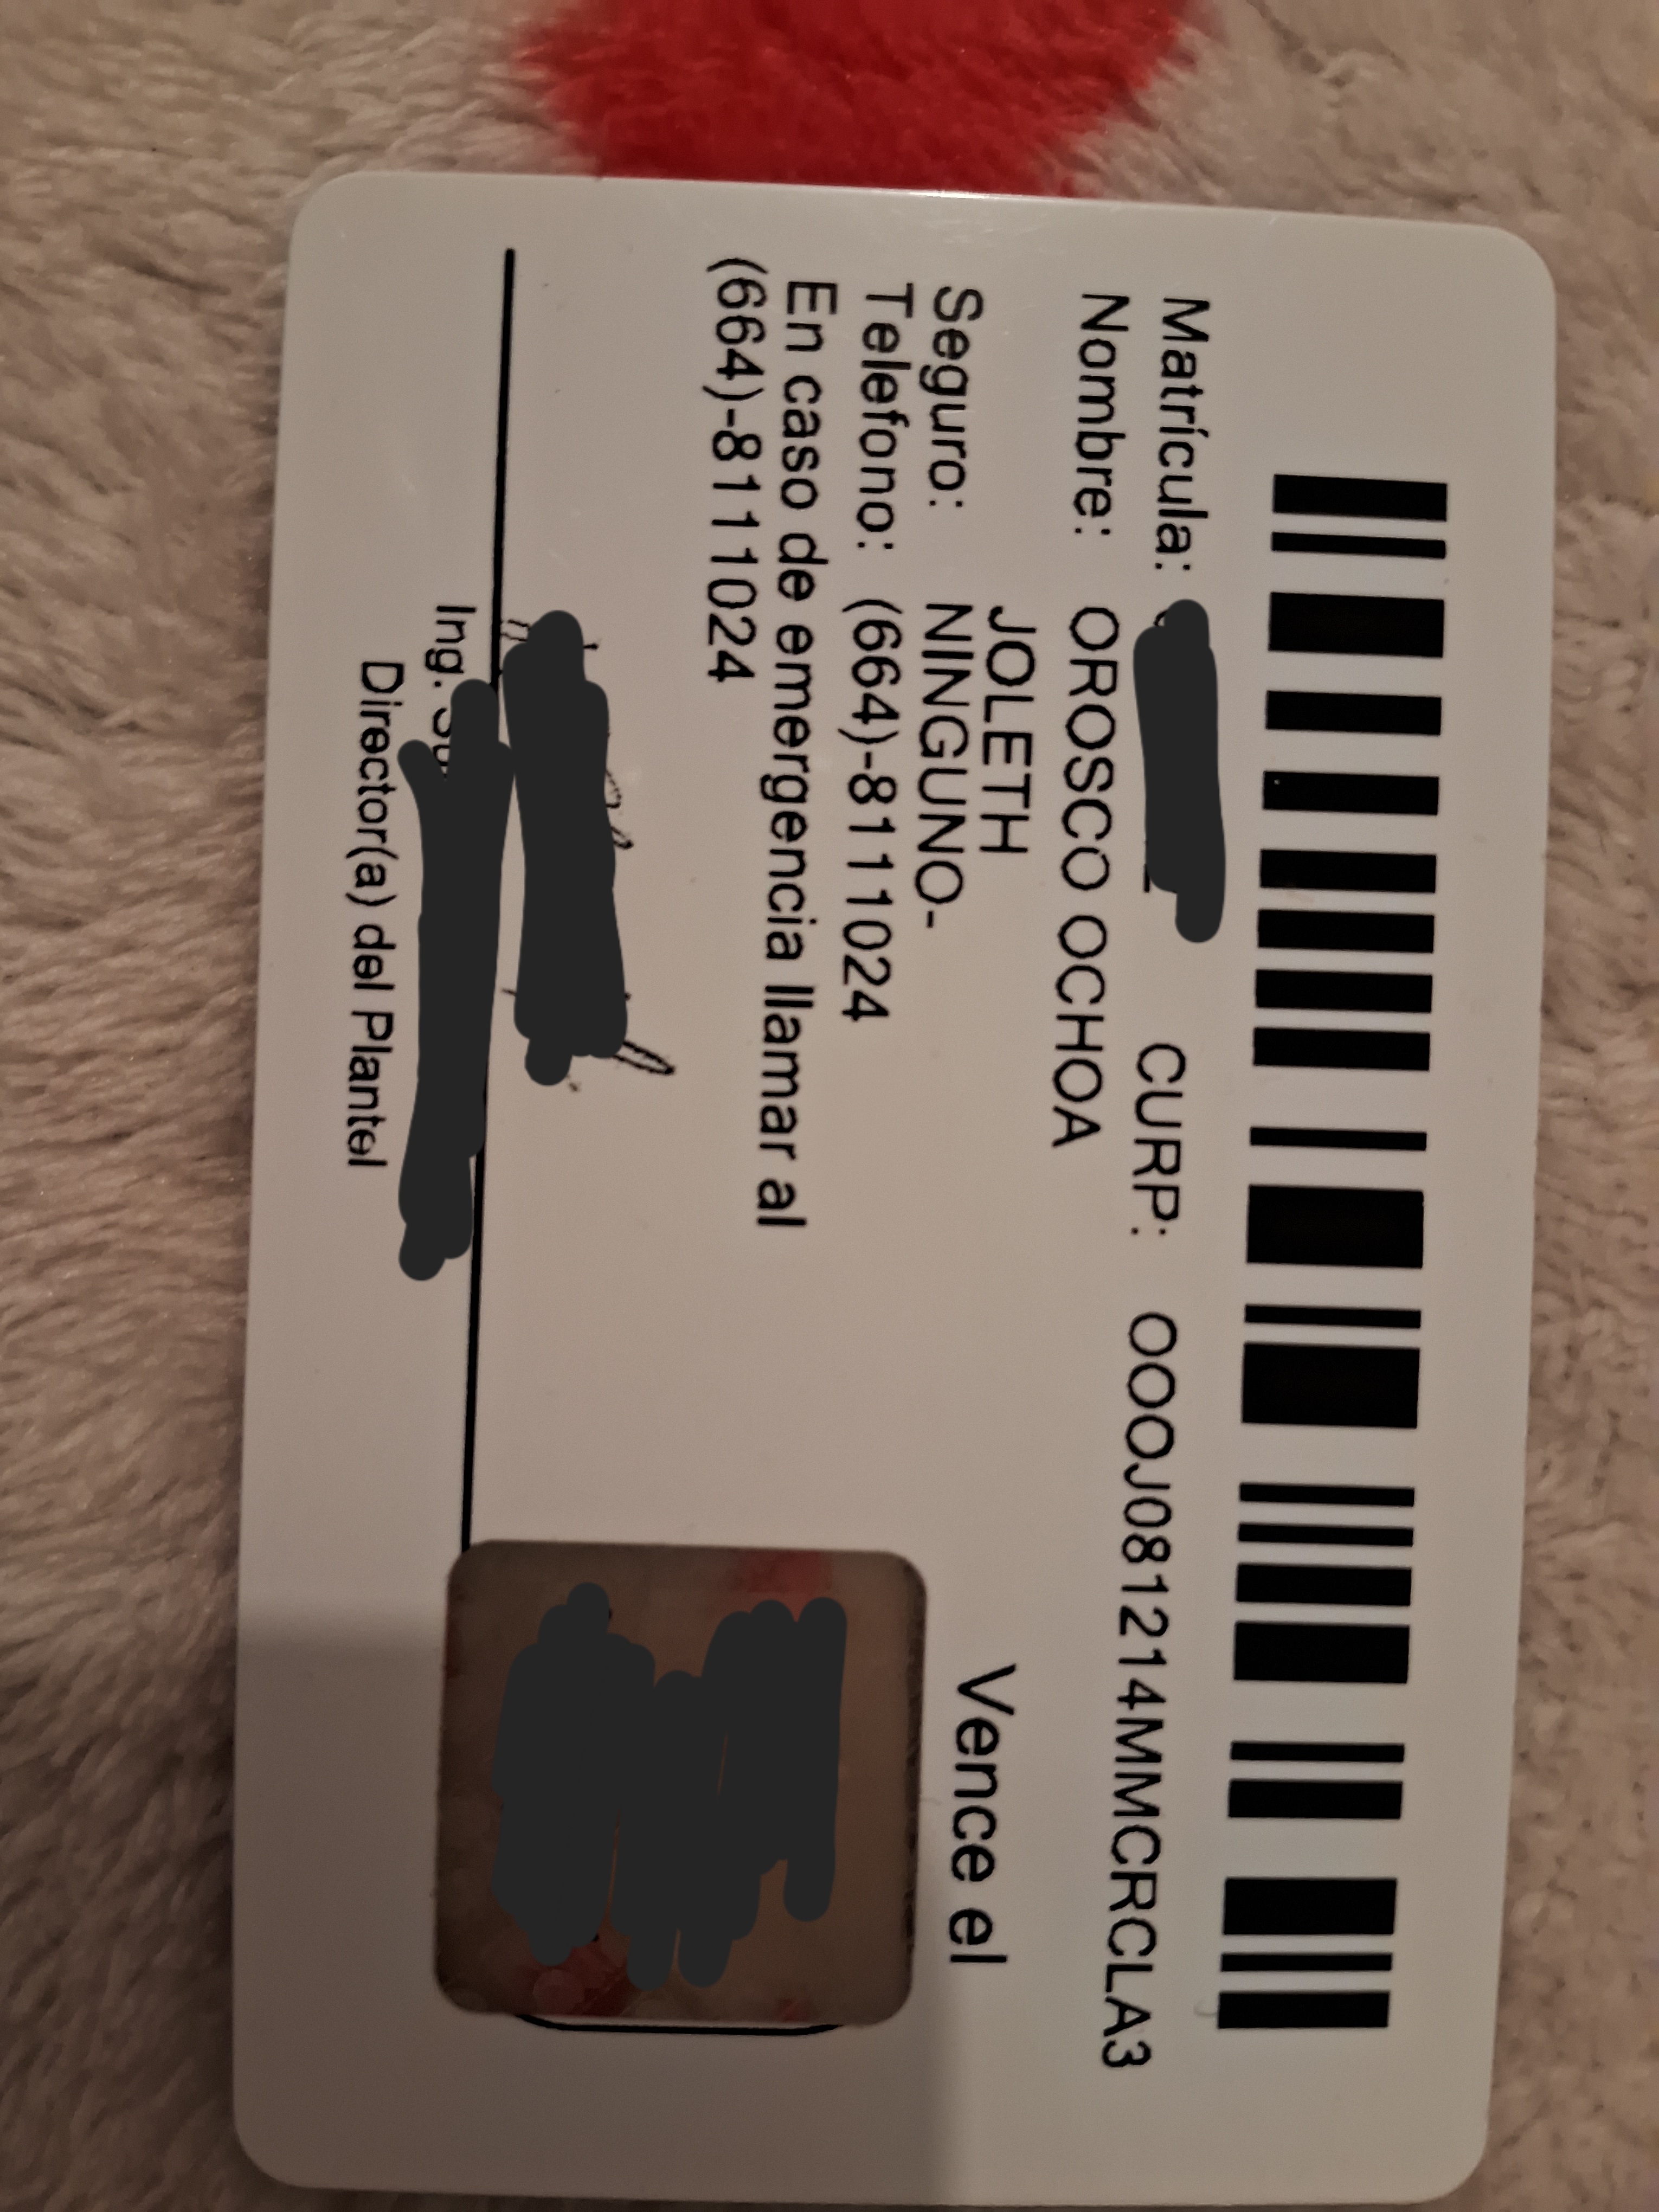 Matrícula: CURP: OOOJ081214MMCRCLA3
Nombre: OROSCO OCHOA
JOLETH
Seguro: NINGUNO-
Telefono: (664)-8111024
En caso de emergencia llamar al
(664)-8111024
Vence el
Ing.
Director(a) del Plantel